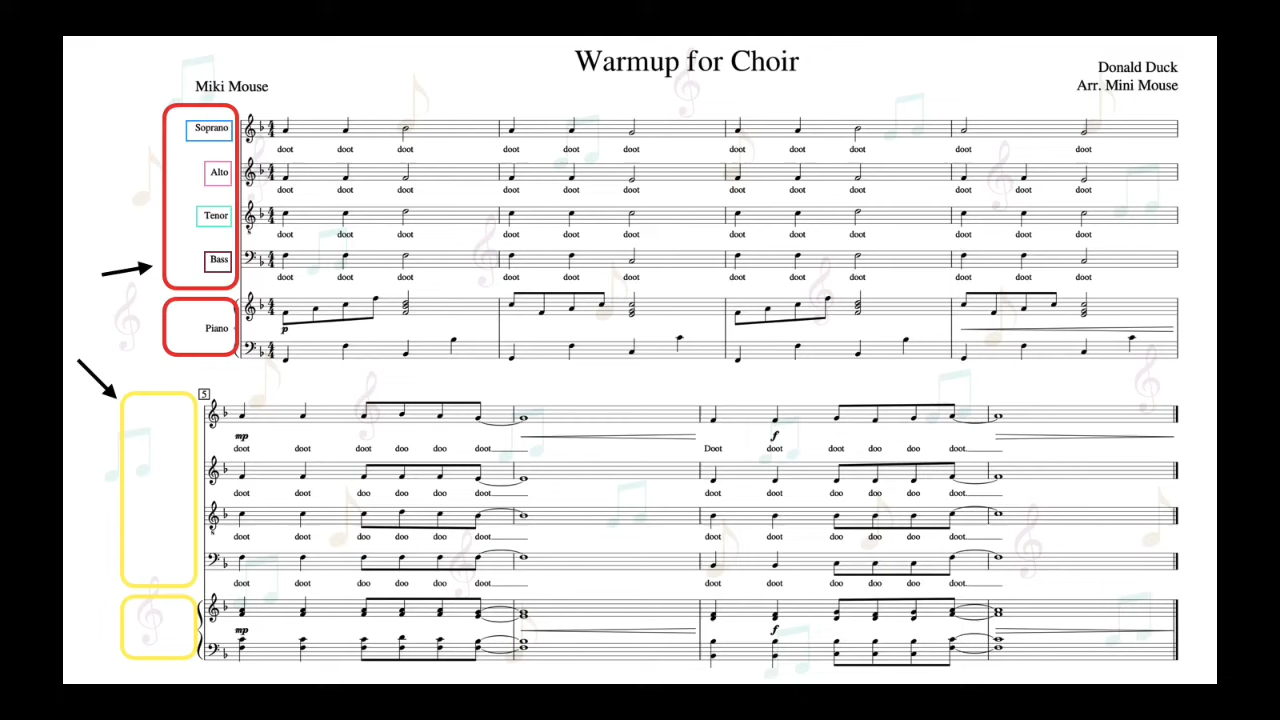 Warmup for Choir
Miki Mouse
Donald Duck
Arr. Mini Mouse
Soprano
doot doot doot doot doot doot doot doot doot doot doot
Alto
doot doot doot doot doot doot doot doot doot doot doot doot
Tenor
doot doot doot doot doot doot doot doot doot doot doot doot
Bass
doot doot doot doot doot doot doot doot doot doot doot doot
Piano
p
5
mp f
doot doot doot doot doo doo doot Doot doot doot doot doo doot
doot doot doo doo doo doot doot doot doo doo doo doot
doot doot doo doo doo doot doot doot doo doo doo doot
doot doot doo doo doo doot doot doot doo doo doo doot
mp f